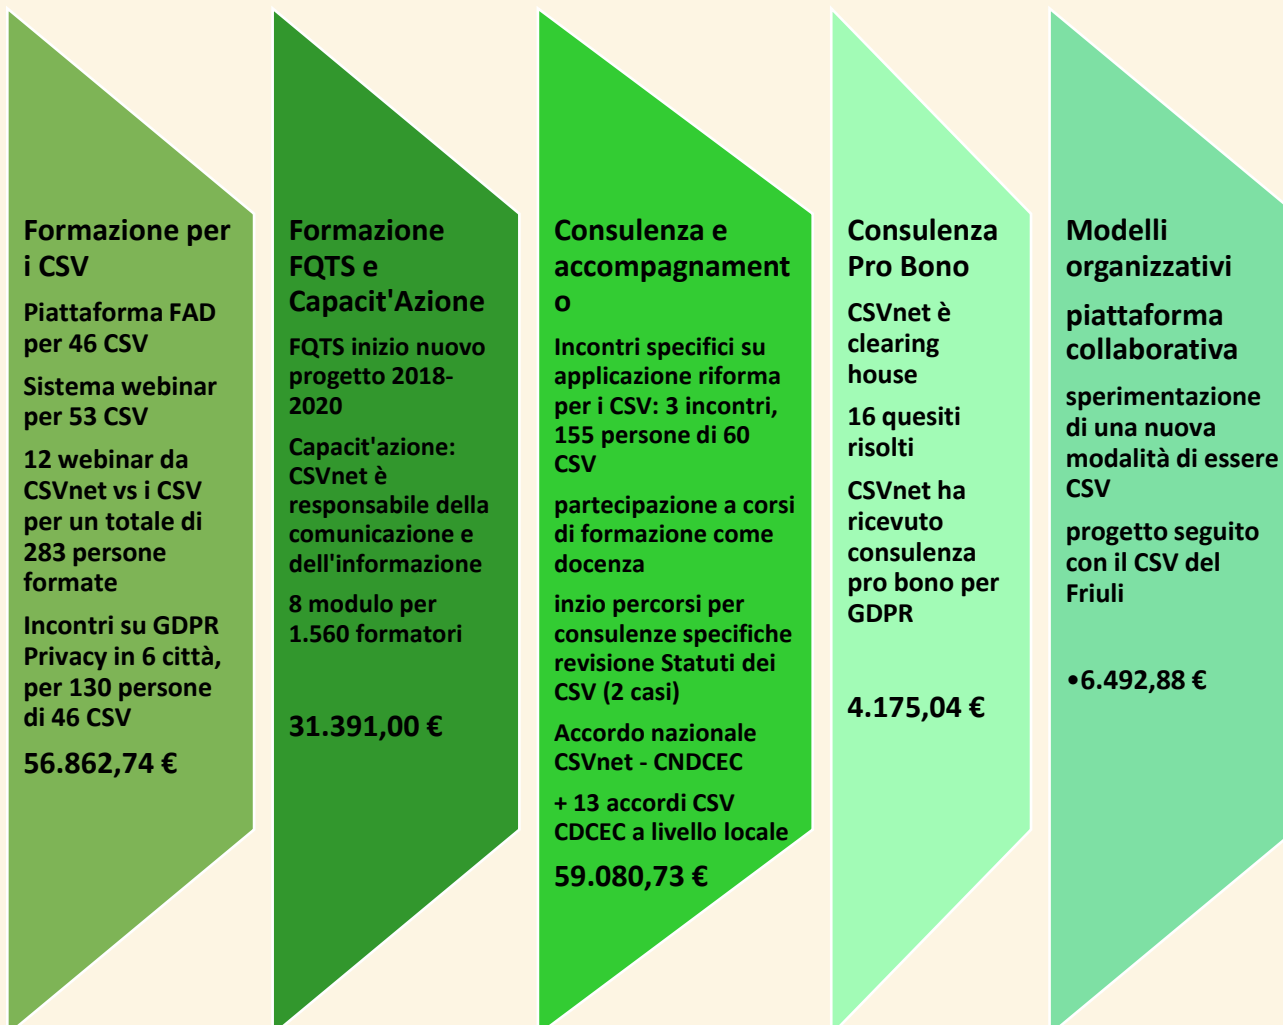 Formazione per
i CSV
Piattaforma FAD
per 46 CSV
Sistema webinar
per 53 CSV
12 webinar da
CSVnet vs i CSV
per un totale di
283 persone
formate
Incontri su GDPR
Privacy in 6 città,
per 130 persone
di 46 CSV
56.862,74 €
Formazione
FQTS e
Capacit'Azione
FQTS inizio nuovo
progetto 2018-
2020
Capacit'azione:
CSVnet è
responsabile della
comunicazione e
dell'informazione
8 modulo per
1.560 formatori
31.391,00 €
Consulenza e
accompagnament
o
Incontri specifici su
applicazione riforma
per i CSV: 3 incontri,
155 persone di 60
CSV
partecipazione a corsi
di formazione come
docenza
inzio percorsi per
consulenze specifiche
revisione Statuti dei
CSV (2 casi)
Accordo nazionale
CSVnet - CNDCEC
+ 13 accordi CSV
CDCEC a livello locale
59.080,73 €
Consulenza
Pro Bono
CSVnet è
clearing
house
16 quesiti
risolti
CSVnet ha
ricevuto
consulenza
pro bono per
GDPR
4.175,04 €
Modelli
organizzativi
piattaforma
collaborativa
sperimentazione
di una nuova
modalità di essere
CSV
progetto seguito
con il CSV del
Friuli
•6.492,88 €